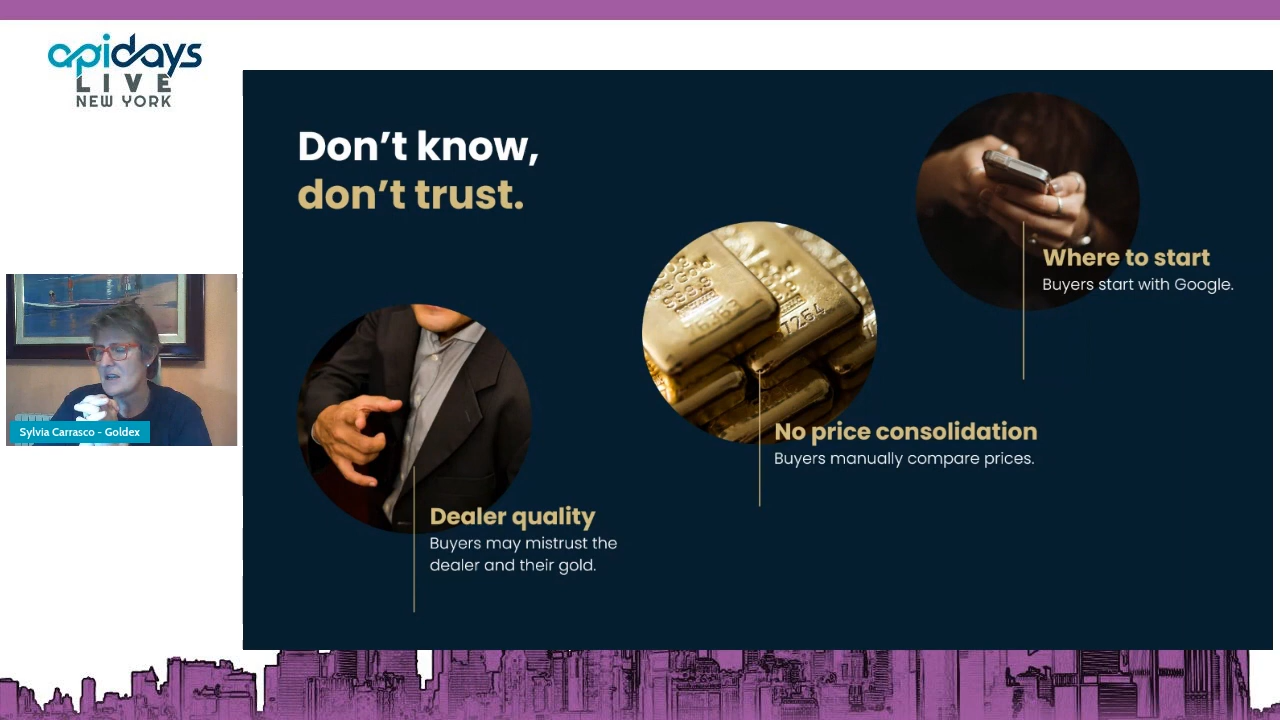 apidays
LIVE
NEW YORK
Don't know,
don't trust.
Where to start
Buyers start with Google.
No price consolidation
Buyers manually compare prices.
Dealer quality
Buyers may mistrust the
dealer and their gold.
Sylvia Carrasco - Goldex